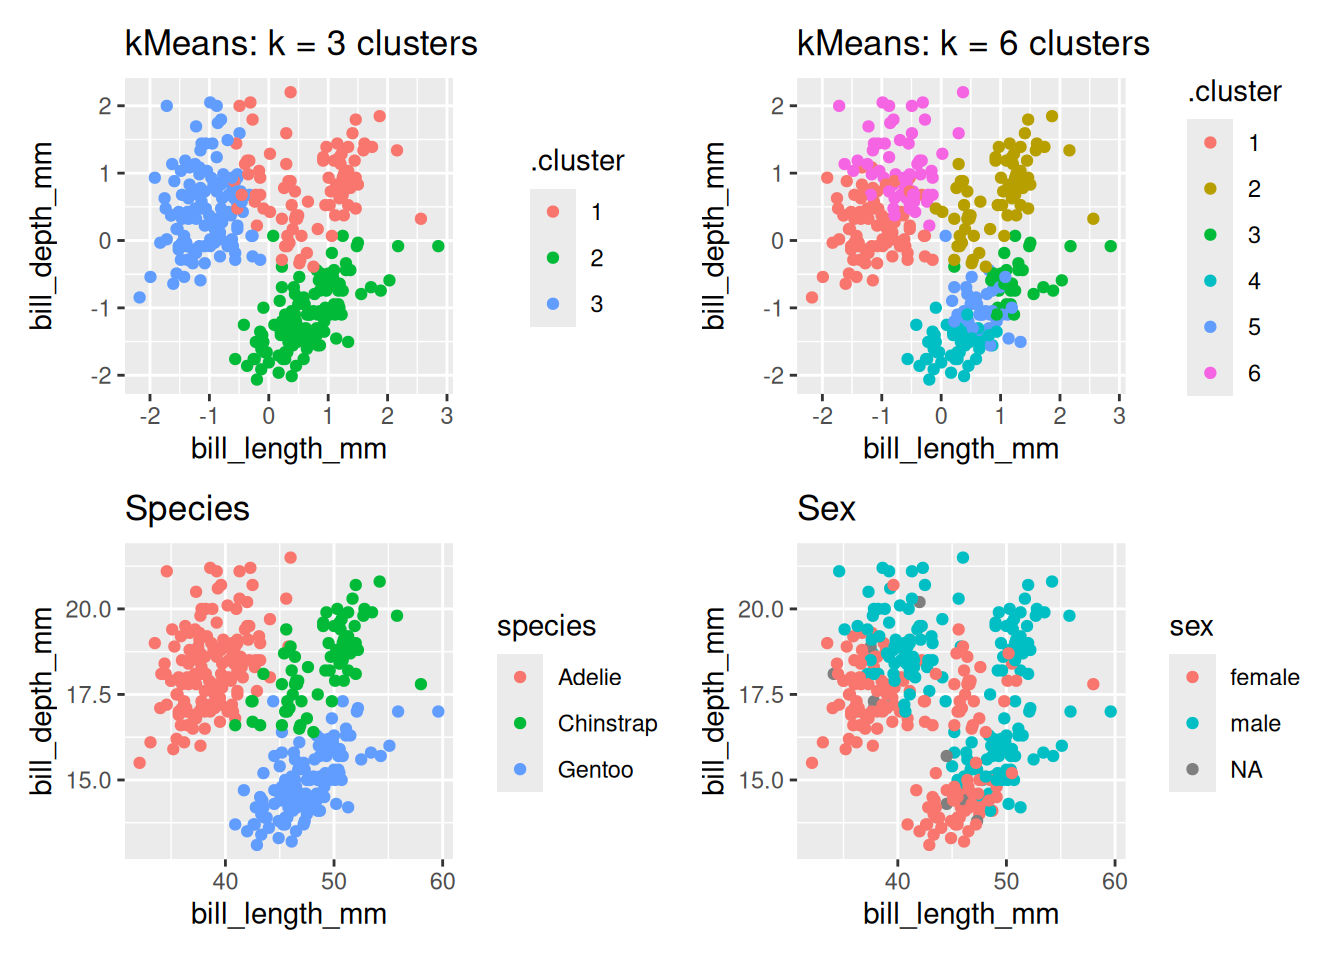 kMeans: k = 3 clusters
2
1
0
-1
-2
bill_depth_mm
-2 -1 0 1 2 3
bill_length_mm
.cluster
1
2
3
kMeans: k = 6 clusters
2
1
0
-1
-2
bill_depth_mm
-2 -1 0 1 2 3
bill_length_mm
.cluster
1
2
3
4
5
6
Species
20.0
17.5
15.0
bill_depth_mm
40 50 60
bill_length_mm
species
Adelie
Chinstrap
Gentoo
Sex
20.0
17.5
15.0
bill_depth_mm
40 50 60
bill_length_mm
sex
female
male
NA